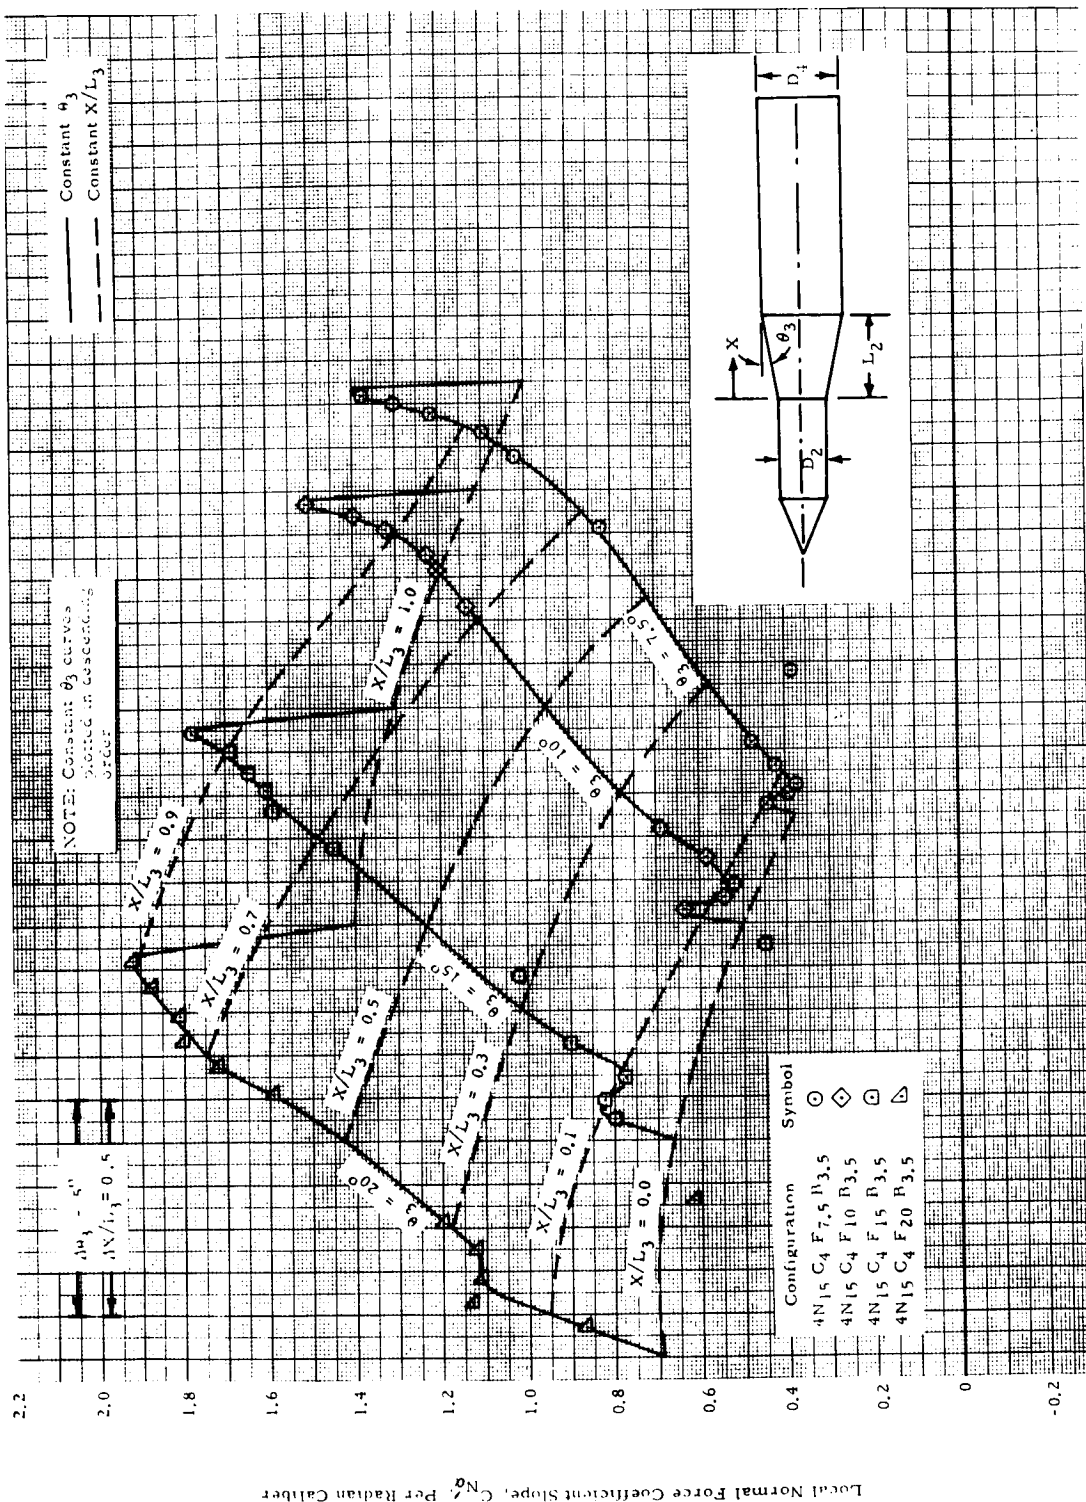 Constant θ3
Constant X/L3
NOTE: Constant θ3 curves
plotted in descending
order
Δθ3 = 5°
ΔX/L3 = 0.5
X/L3 = 0.9
X/L3 = 0.7
X/L3 = 1.0
X/L3 = 0.5
X/L3 = 0.3
X/L3 = 0.1
X/L3 = 0.0
θ3 = 20°
θ3 = 15°
θ3 = 10°
θ3 = 7.5°
X
θ3
L2
D2
D4
Configuration Symbol
4N15 C4 F7.5 B3.5
4N15 C4 F10 B3.5
4N15 C4 F15 B3.5
4N15 C4 F20 B3.5
2.2
2.0
1.8
1.6
1.4
1.2
1.0
0.8
0.6
0.4
0
-0.2
Local Normal Force Coefficient Slope, C'Nα, Per Radian Caliber